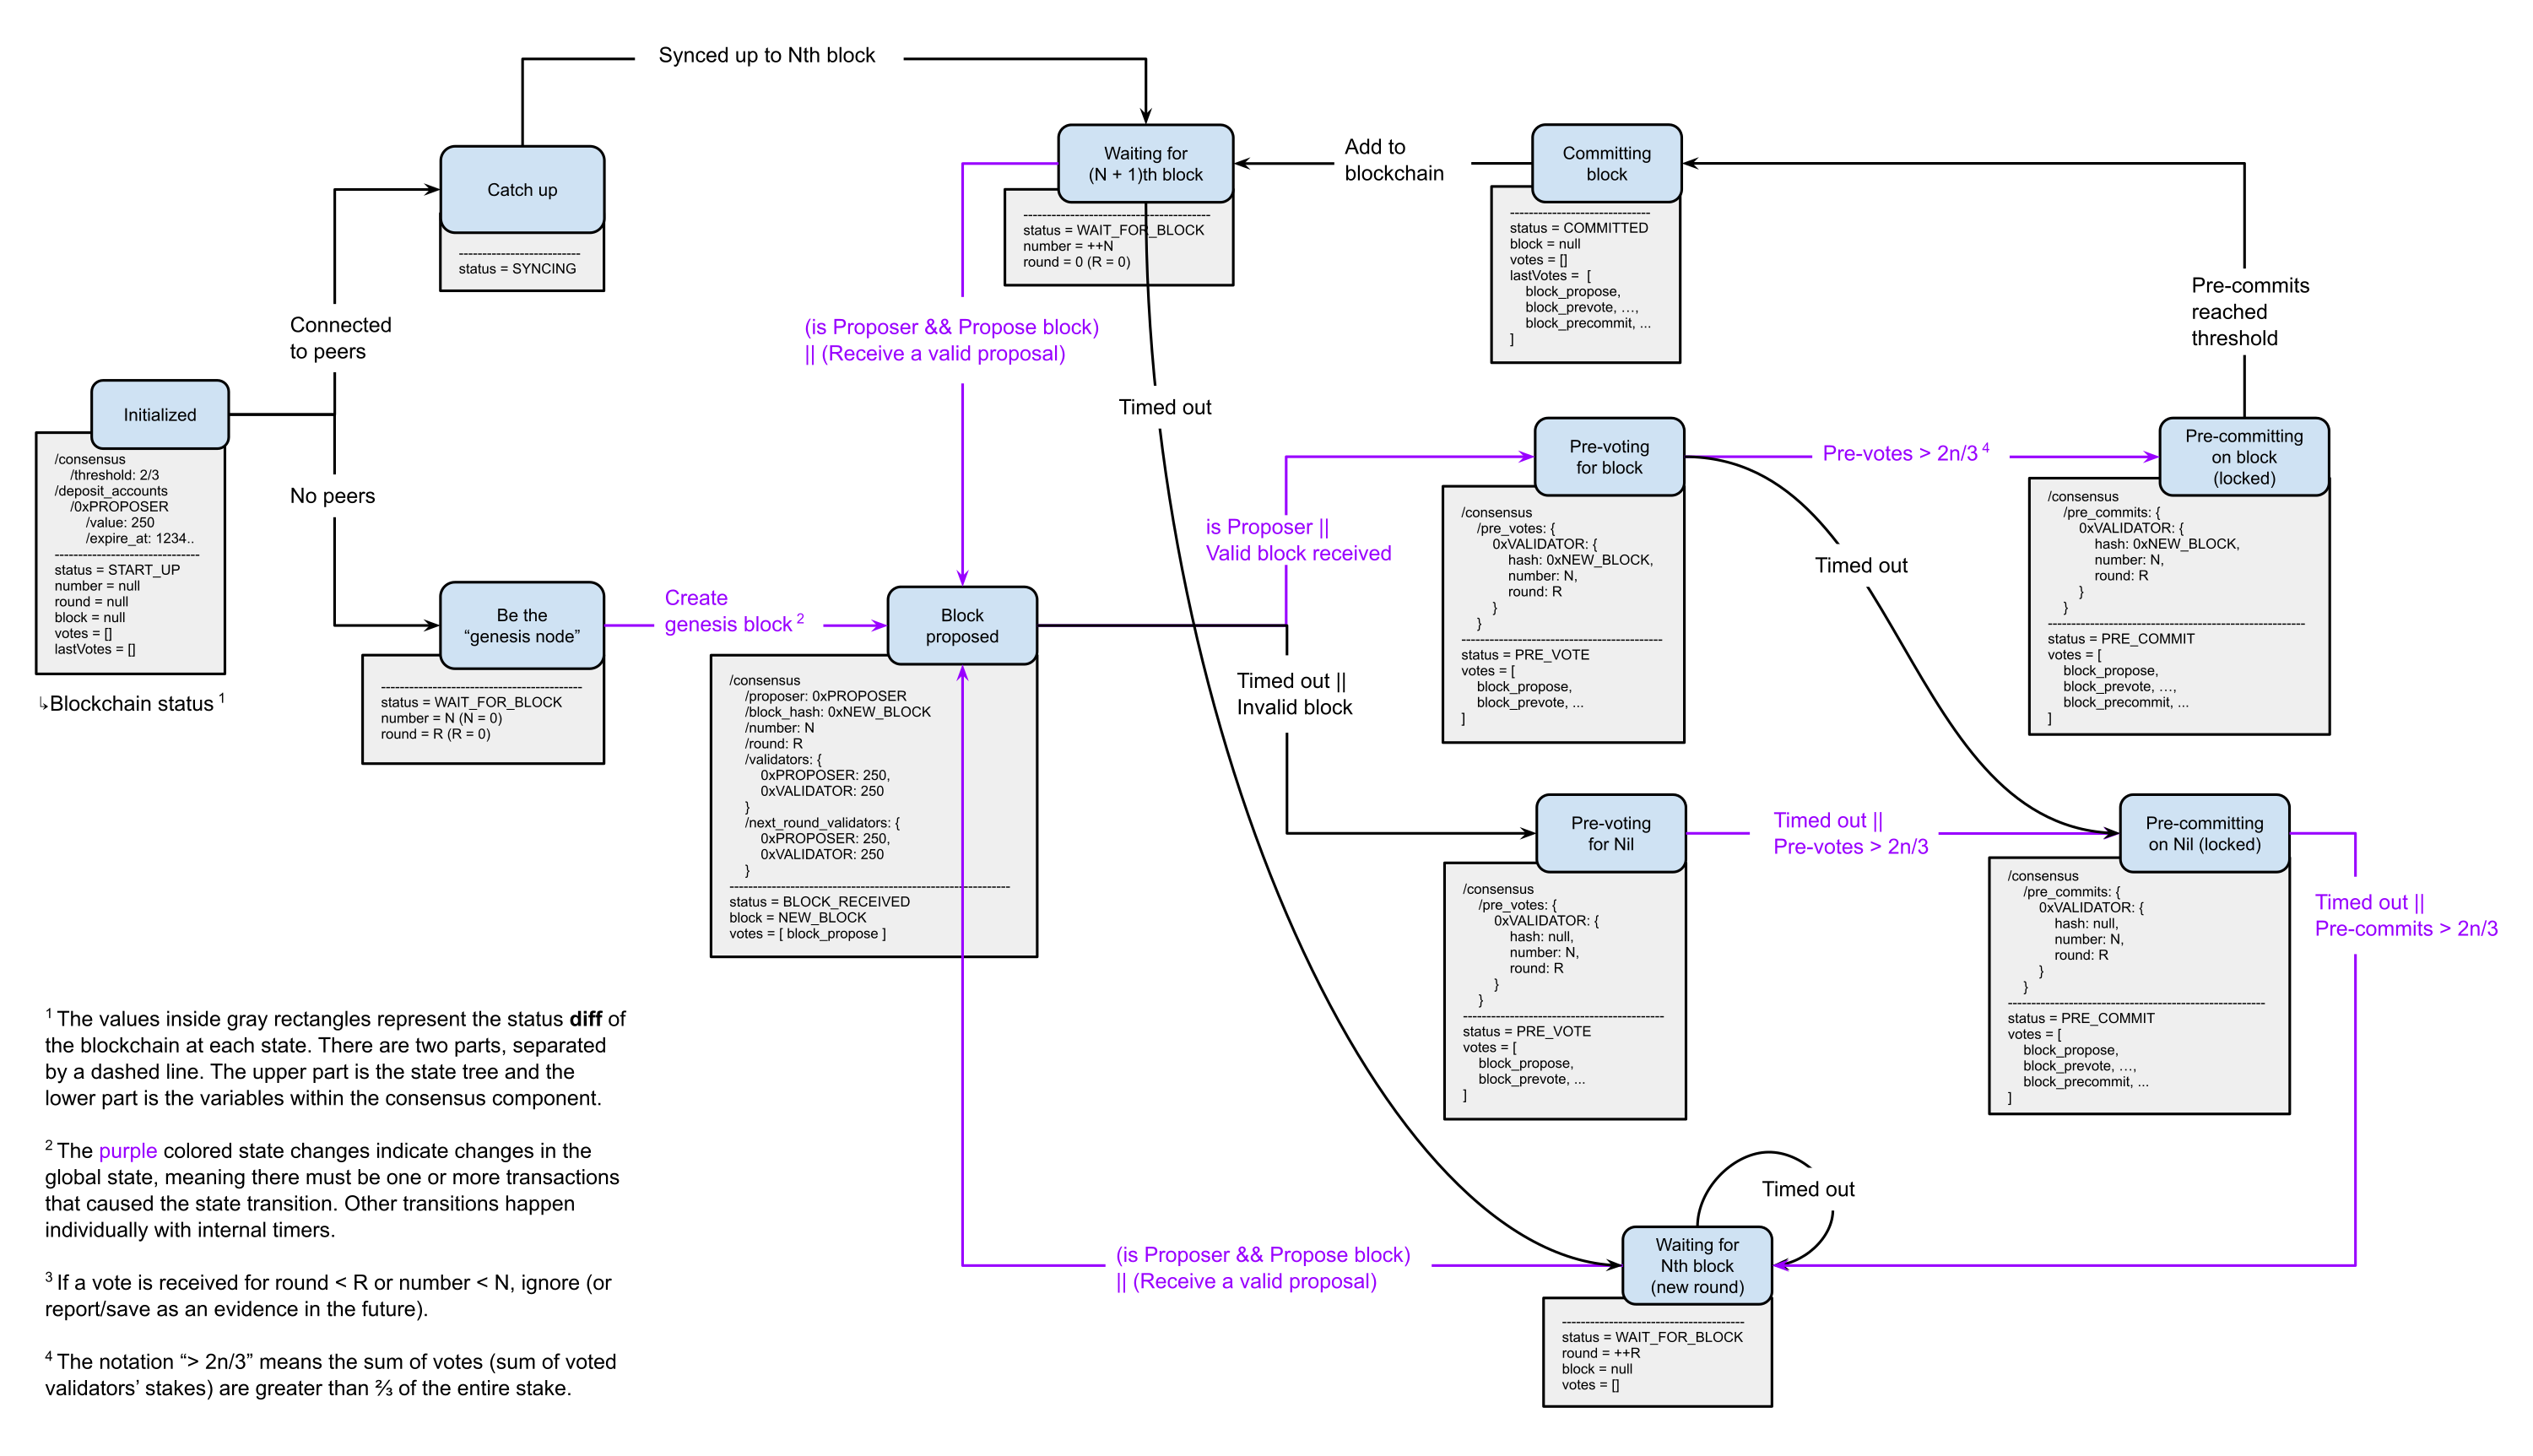 Synced up to Nth block
Catch up
--------------------------
status = SYNCING
Connected
to peers
Initialized
/consensus
/threshold: 2/3
/deposit_accounts
/0xPROPOSER
/value: 250
/expire_at: 1234..
-------------------------------
status = START_UP
number = null
round = null
block = null
votes = []
lastVotes = []
↳Blockchain status 1
No peers
Be the
“genesis node”
-------------------------------------------
status = WAIT_FOR_BLOCK
number = N (N = 0)
round = R (R = 0)
Create
genesis block 2
Waiting for
(N + 1)th block
----------------------------------------
status = WAIT_FOR_BLOCK
number = ++N
round = 0 (R = 0)
(is Proposer && Propose block)
|| (Receive a valid proposal)
Timed out
Block
proposed
/consensus
/proposer: 0xPROPOSER
/block_hash: 0xNEW_BLOCK
/number: N
/round: R
/validators: {
0xPROPOSER: 250,
0xVALIDATOR: 250
}
/next_round_validators: {
0xPROPOSER: 250,
0xVALIDATOR: 250
}
------------------------------------------------------------
status = BLOCK_RECEIVED
block = NEW_BLOCK
votes = [ block_propose ]
Add to
blockchain
Committing
block
------------------------------
status = COMMITTED
block = null
votes = []
lastVotes = [
block_propose,
block_prevote, …,
block_precommit, ...
]
Pre-commits
reached
threshold
is Proposer ||
Valid block received
Timed out ||
Invalid block
Pre-voting
for block
/consensus
/pre_votes: {
0xVALIDATOR: {
hash: 0xNEW_BLOCK,
number: N,
round: R
}
}
-------------------------------------------
status = PRE_VOTE
votes = [
block_propose,
block_prevote, ...
]
Pre-votes > 2n/3 4
Timed out
Pre-committing
on block
(locked)
/consensus
/pre_commits: {
0xVALIDATOR: {
hash: 0xNEW_BLOCK,
number: N,
round: R
}
}
-------------------------------------------------------
status = PRE_COMMIT
votes = [
block_propose,
block_prevote, …,
block_precommit, ...
]
Pre-voting
for Nil
/consensus
/pre_votes: {
0xVALIDATOR: {
hash: null,
number: N,
round: R
}
}
-------------------------------------------
status = PRE_VOTE
votes = [
block_propose,
block_prevote, ...
]
Timed out ||
Pre-votes > 2n/3
Pre-committing
on Nil (locked)
/consensus
/pre_commits: {
0xVALIDATOR: {
hash: null,
number: N,
round: R
}
}
-------------------------------------------------------
status = PRE_COMMIT
votes = [
block_propose,
block_prevote, …,
block_precommit, ...
]
Timed out ||
Pre-commits > 2n/3
Timed out
Waiting for
Nth block
(new round)
---------------------------------------
status = WAIT_FOR_BLOCK
round = ++R
block = null
votes = []
(is Proposer && Propose block)
|| (Receive a valid proposal)
1 The values inside gray rectangles represent the status diff of
the blockchain at each state. There are two parts, separated
by a dashed line. The upper part is the state tree and the
lower part is the variables within the consensus component.
2 The purple colored state changes indicate changes in the
global state, meaning there must be one or more transactions
that caused the state transition. Other transitions happen
individually with internal timers.
3 If a vote is received for round < R or number < N, ignore (or
report/save as an evidence in the future).
4 The notation “> 2n/3” means the sum of votes (sum of voted
validators’ stakes) are greater than ⅔ of the entire stake.